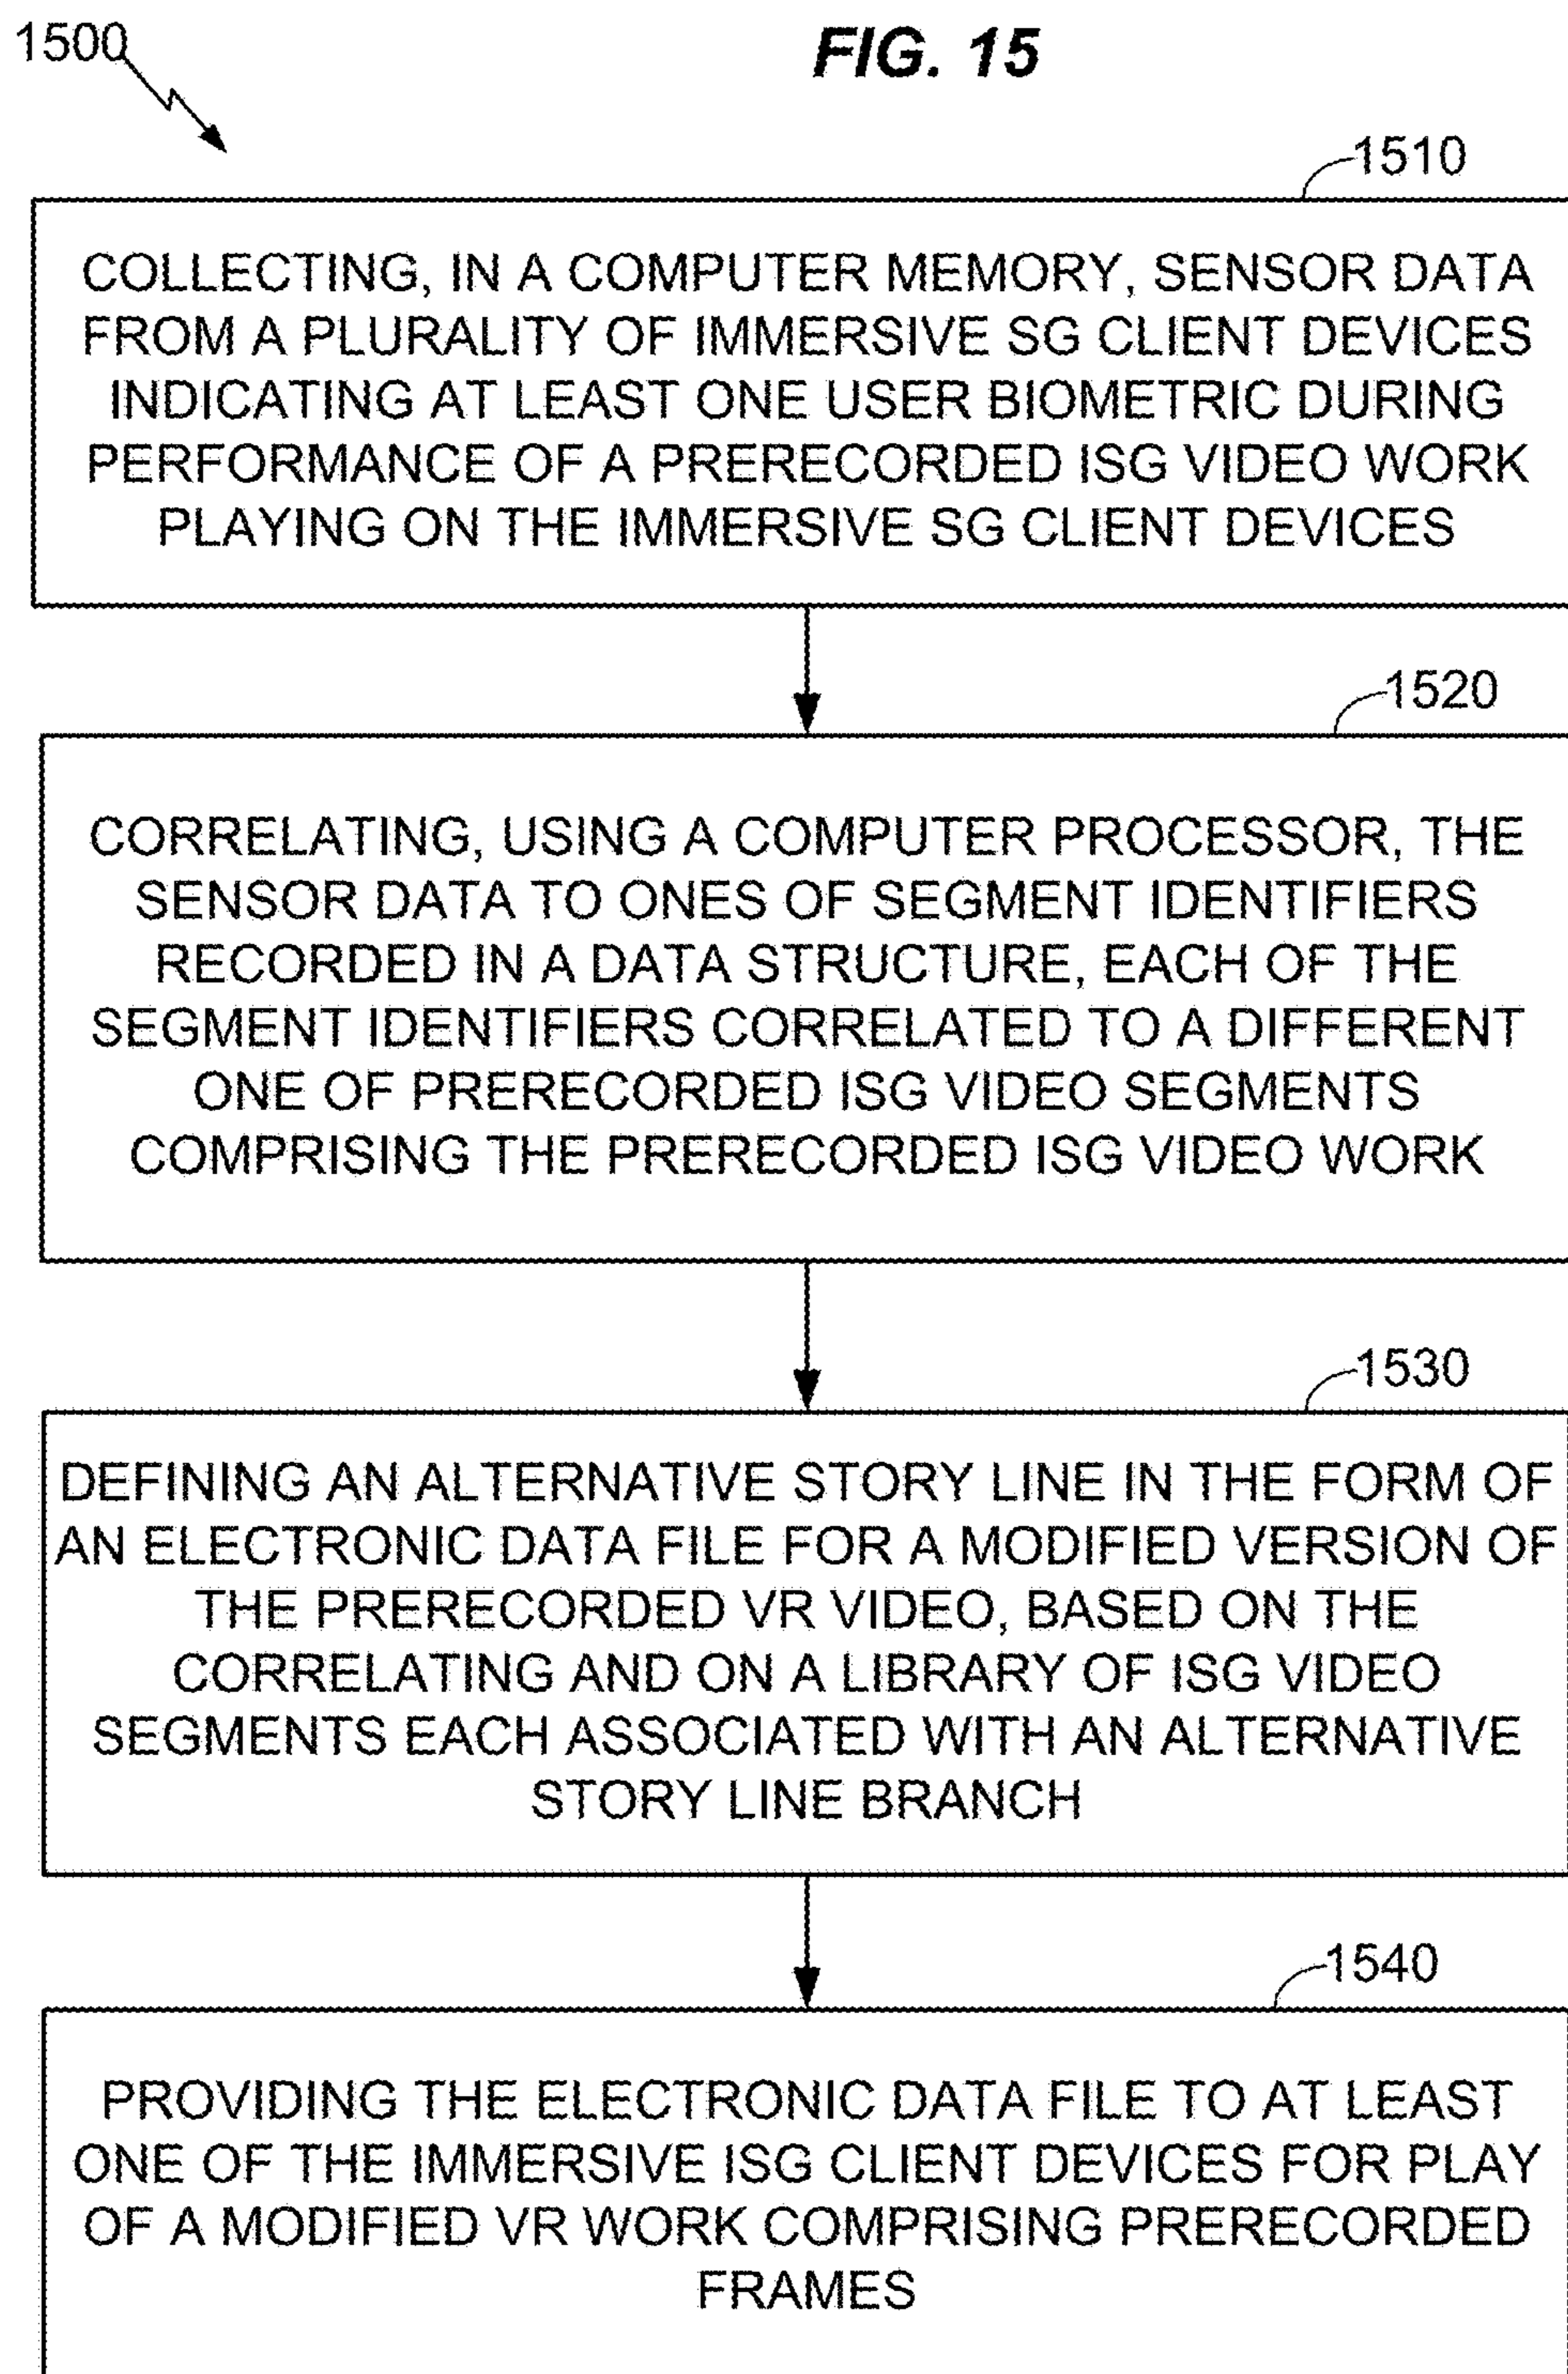 1500
FIG. 15
1510
COLLECTING, IN A COMPUTER MEMORY, SENSOR DATA
FROM A PLURALITY OF IMMERSIVE SG CLIENT DEVICES
INDICATING AT LEAST ONE USER BIOMETRIC DURING
PERFORMANCE OF A PRERECORDED ISG VIDEO WORK
PLAYING ON THE IMMERSIVE SG CLIENT DEVICES
1520
CORRELATING, USING A COMPUTER PROCESSOR, THE
SENSOR DATA TO ONES OF SEGMENT IDENTIFIERS
RECORDED IN A DATA STRUCTURE, EACH OF THE
SEGMENT IDENTIFIERS CORRELATED TO A DIFFERENT
ONE OF PRERECORDED ISG VIDEO SEGMENTS
COMPRISING THE PRERECORDED ISG VIDEO WORK
1530
DEFINING AN ALTERNATIVE STORY LINE IN THE FORM OF
AN ELECTRONIC DATA FILE FOR A MODIFIED VERSION OF
THE PRERECORDED VR VIDEO, BASED ON THE
CORRELATING AND ON A LIBRARY OF ISG VIDEO
SEGMENTS EACH ASSOCIATED WITH AN ALTERNATIVE
STORY LINE BRANCH
1540
PROVIDING THE ELECTRONIC DATA FILE TO AT LEAST
ONE OF THE IMMERSIVE ISG CLIENT DEVICES FOR PLAY
OF A MODIFIED VR WORK COMPRISING PRERECORDED
FRAMES